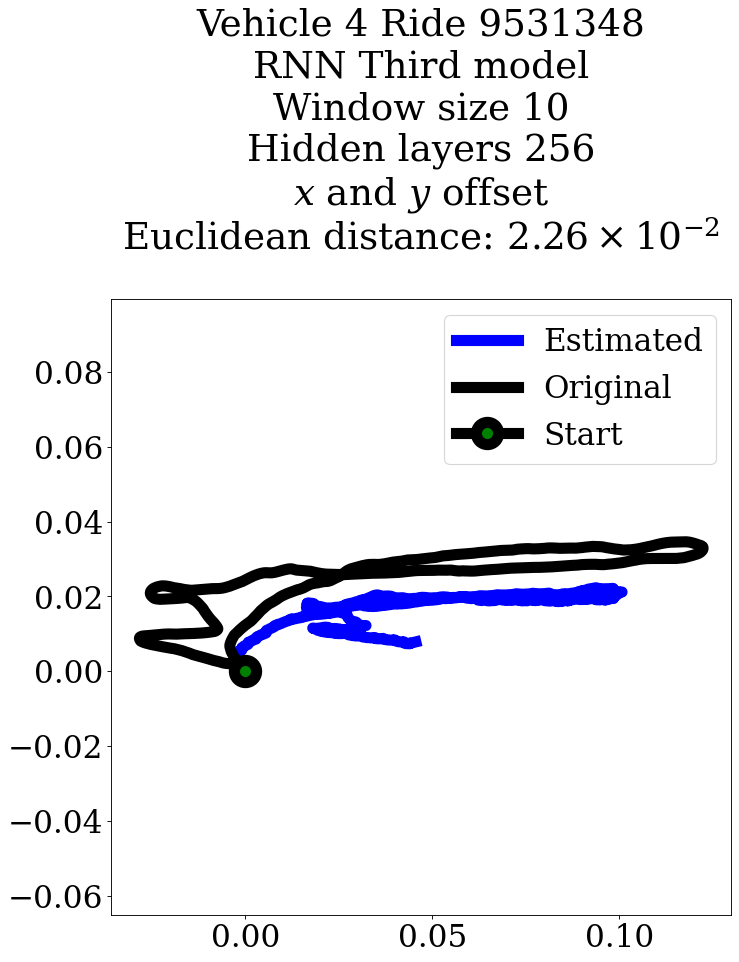 Vehicle 4 Ride 9531348
RNN Third model
Window size 10
Hidden layers 256
x and y offset
Euclidean distance: 2.26 × 10⁻²
Estimated
Original
Start
0.08
0.06
0.04
0.02
0.00
−0.02
−0.04
−0.06
0.00 0.05 0.10